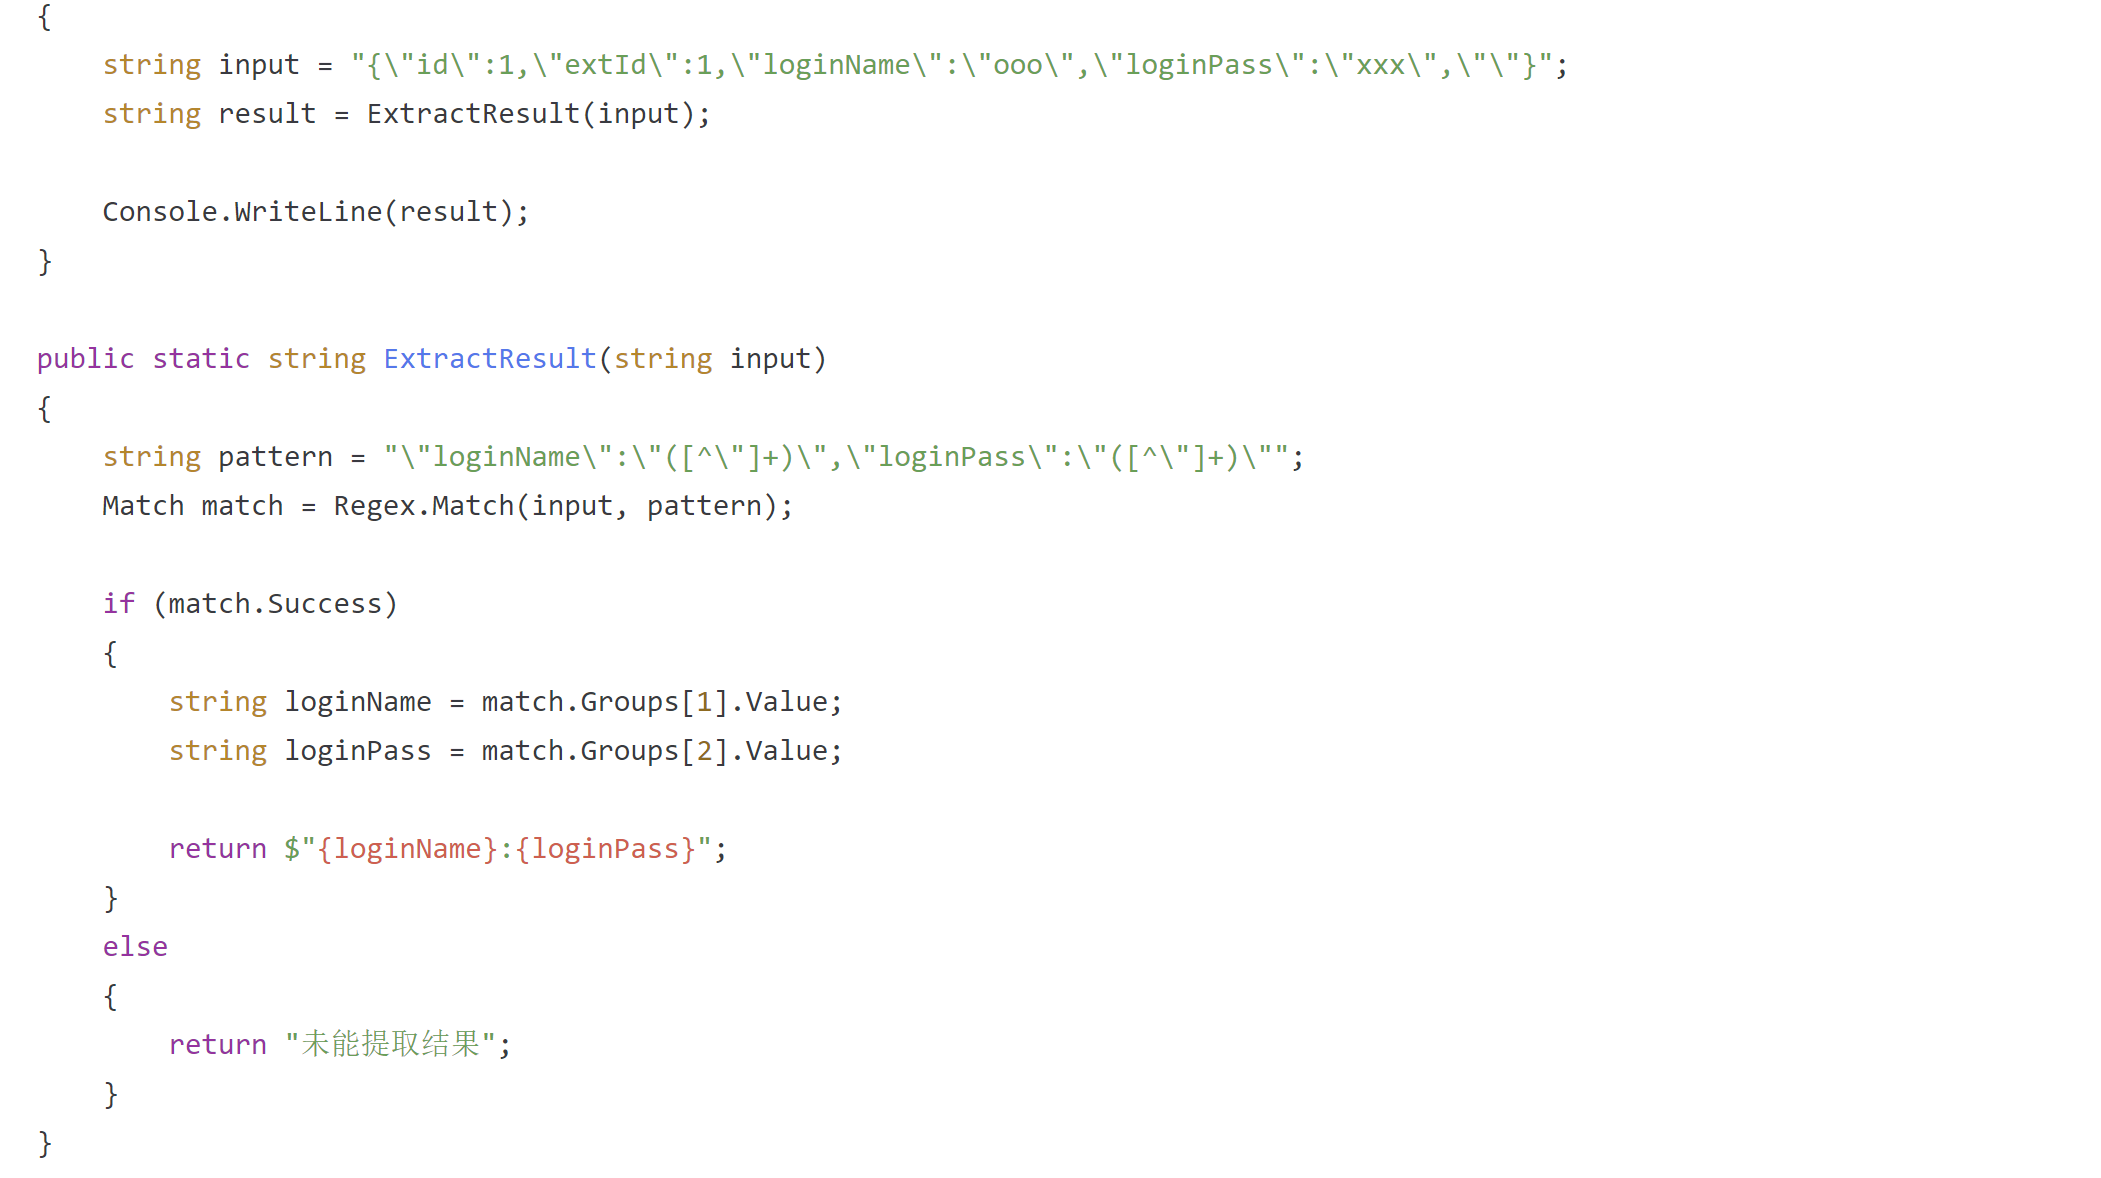 {
    string input = "{\"id\":1,\"extId\":1,\"loginName\":\"ooo\",\"loginPass\":\"xxx\",\"\"}";
    string result = ExtractResult(input);

    Console.WriteLine(result);
}

public static string ExtractResult(string input)
{
    string pattern = "\"loginName\":\"([^\"]+)\",\"loginPass\":\"([^\"]+)\"";
    Match match = Regex.Match(input, pattern);

    if (match.Success)
    {
        string loginName = match.Groups[1].Value;
        string loginPass = match.Groups[2].Value;

        return $"{loginName}:{loginPass}";
    }
    else
    {
        return "未能提取结果";
    }
}